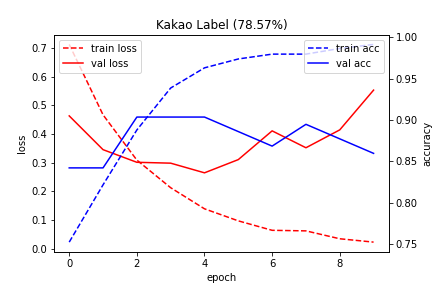 Kakao Label (78.57%)
train loss
val loss
train acc
val acc
loss
0.7
0.6
0.5
0.4
0.3
0.2
0.1
0.0
1.00
0.95
0.90
0.85
0.80
0.75
accuracy
0 2 4 6 8
epoch